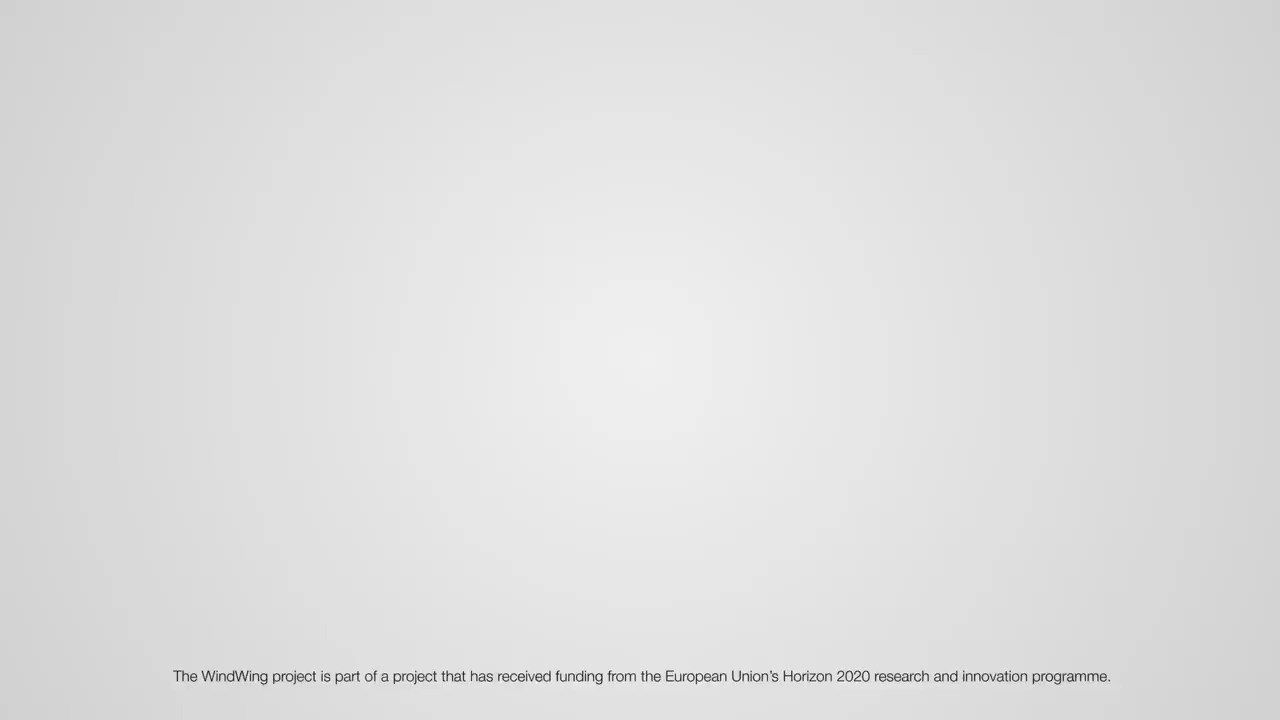 The WindWing project is part of a project that has received funding from the European Union’s Horizon 2020 research and innovation programme.